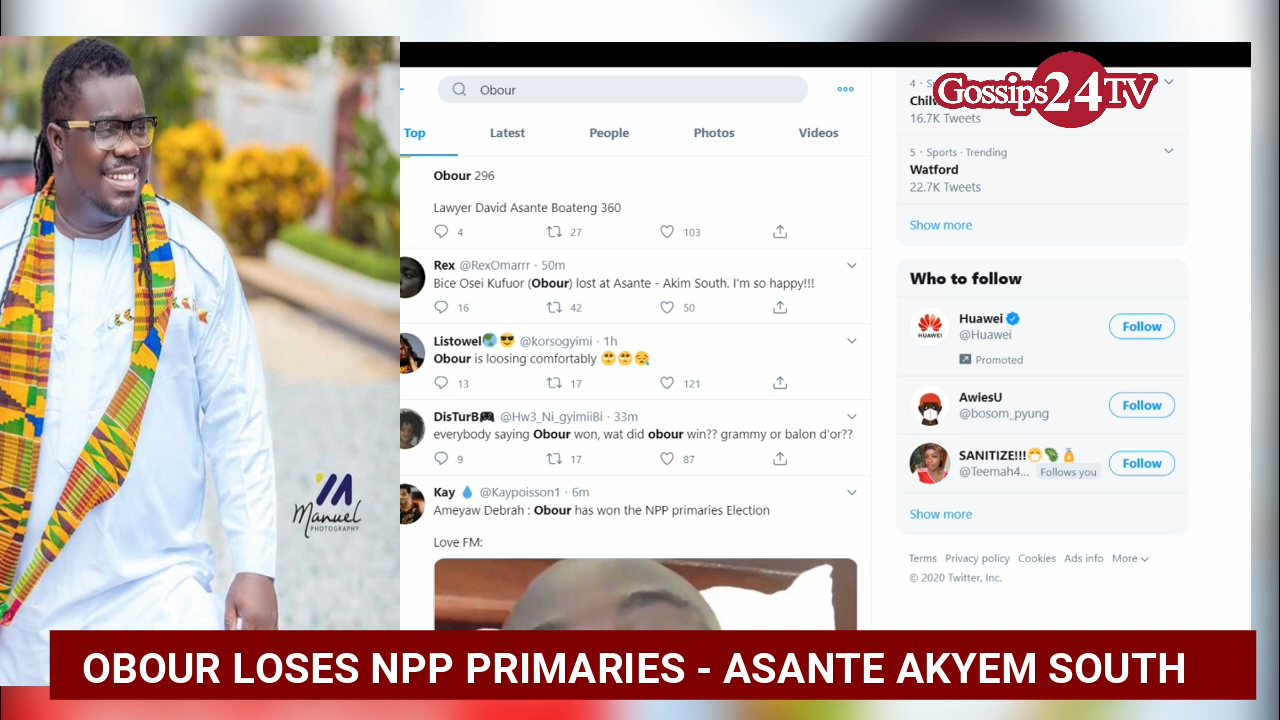 Gossips24TV
Obour
Top Latest People Photos Videos
Obour 296
Lawyer David Asante Boateng 360
4 27 103
Rex @RexOmarrr · 50m
Bice Osei Kufuor (Obour) lost at Asante - Akim South. I'm so happy!!!
16 42 50
Listowel🌍😎 @korsogyimi · 1h
Obour is loosing comfortably 🥺🥺😪
13 17 121
DisTurB🎮 @Hw3_Ni_gyimiiBi · 33m
everybody saying Obour won, wat did obour win?? grammy or balon d'or??
9 17 87
Kay 💧 @Kaypoisson1 · 6m
Ameyaw Debrah : Obour has won the NPP primaries Election
Love FM:
16.7K Tweets
5 · Sports · Trending
Watford
22.7K Tweets
Show more
Who to follow
Huawei
@Huawei
Follow
HUAWEI
Promoted
AwiesU
@bosom_pyung
Follow
SANITIZE!!!
@Teemah4... Follows you
Follow
Show more
Terms Privacy policy Cookies Ads info More
© 2020 Twitter, Inc.
Manuel
PHOTOGRAPHY
OBOUR LOSES NPP PRIMARIES - ASANTE AKYEM SOUTH